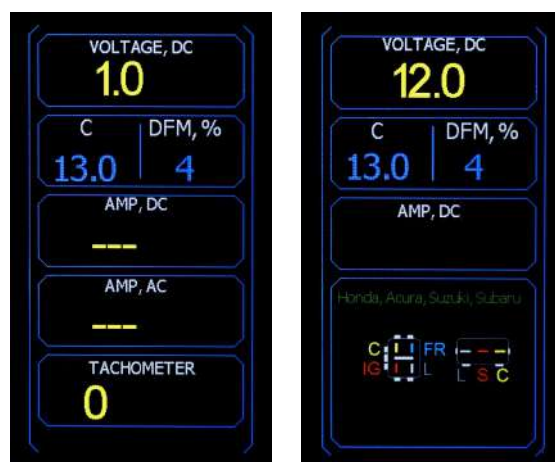 VOLTAGE, DC
1.0
C DFM, %
13.0 4
AMP, DC
---
AMP, AC
---
TACHOMETER
0
VOLTAGE, DC
12.0
C DFM, %
13.0 4
AMP, DC
Honda, Acura, Suzuki, Subaru
C FR
IG L
L S C